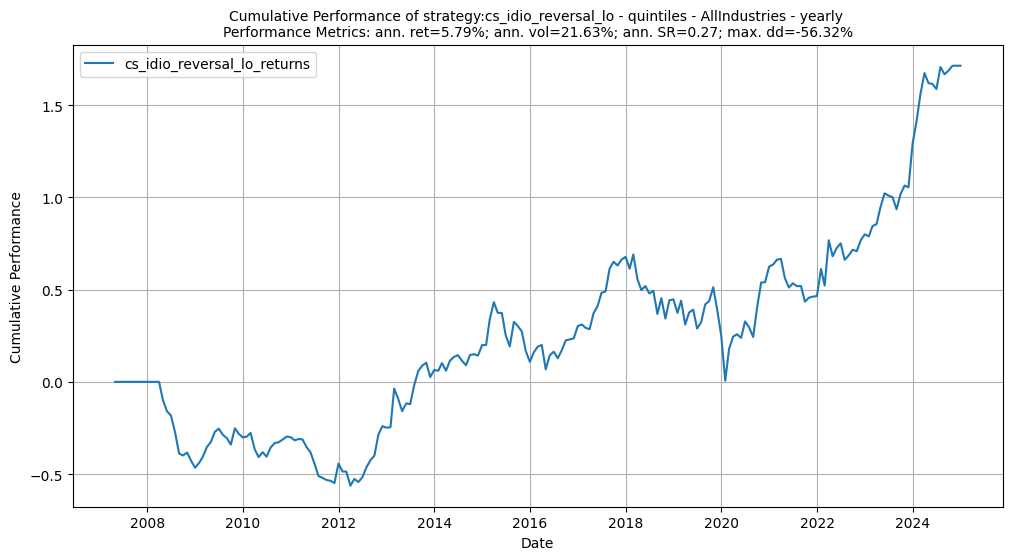 Cumulative Performance of strategy:cs_idio_reversal_lo - quintiles - AllIndustries - yearly
Performance Metrics: ann. ret=5.79%; ann. vol=21.63%; ann. SR=0.27; max. dd=-56.32%
cs_idio_reversal_lo_returns
Cumulative Performance
1.5
1.0
0.5
0.0
−0.5
2008 2010 2012 2014 2016 2018 2020 2022 2024
Date